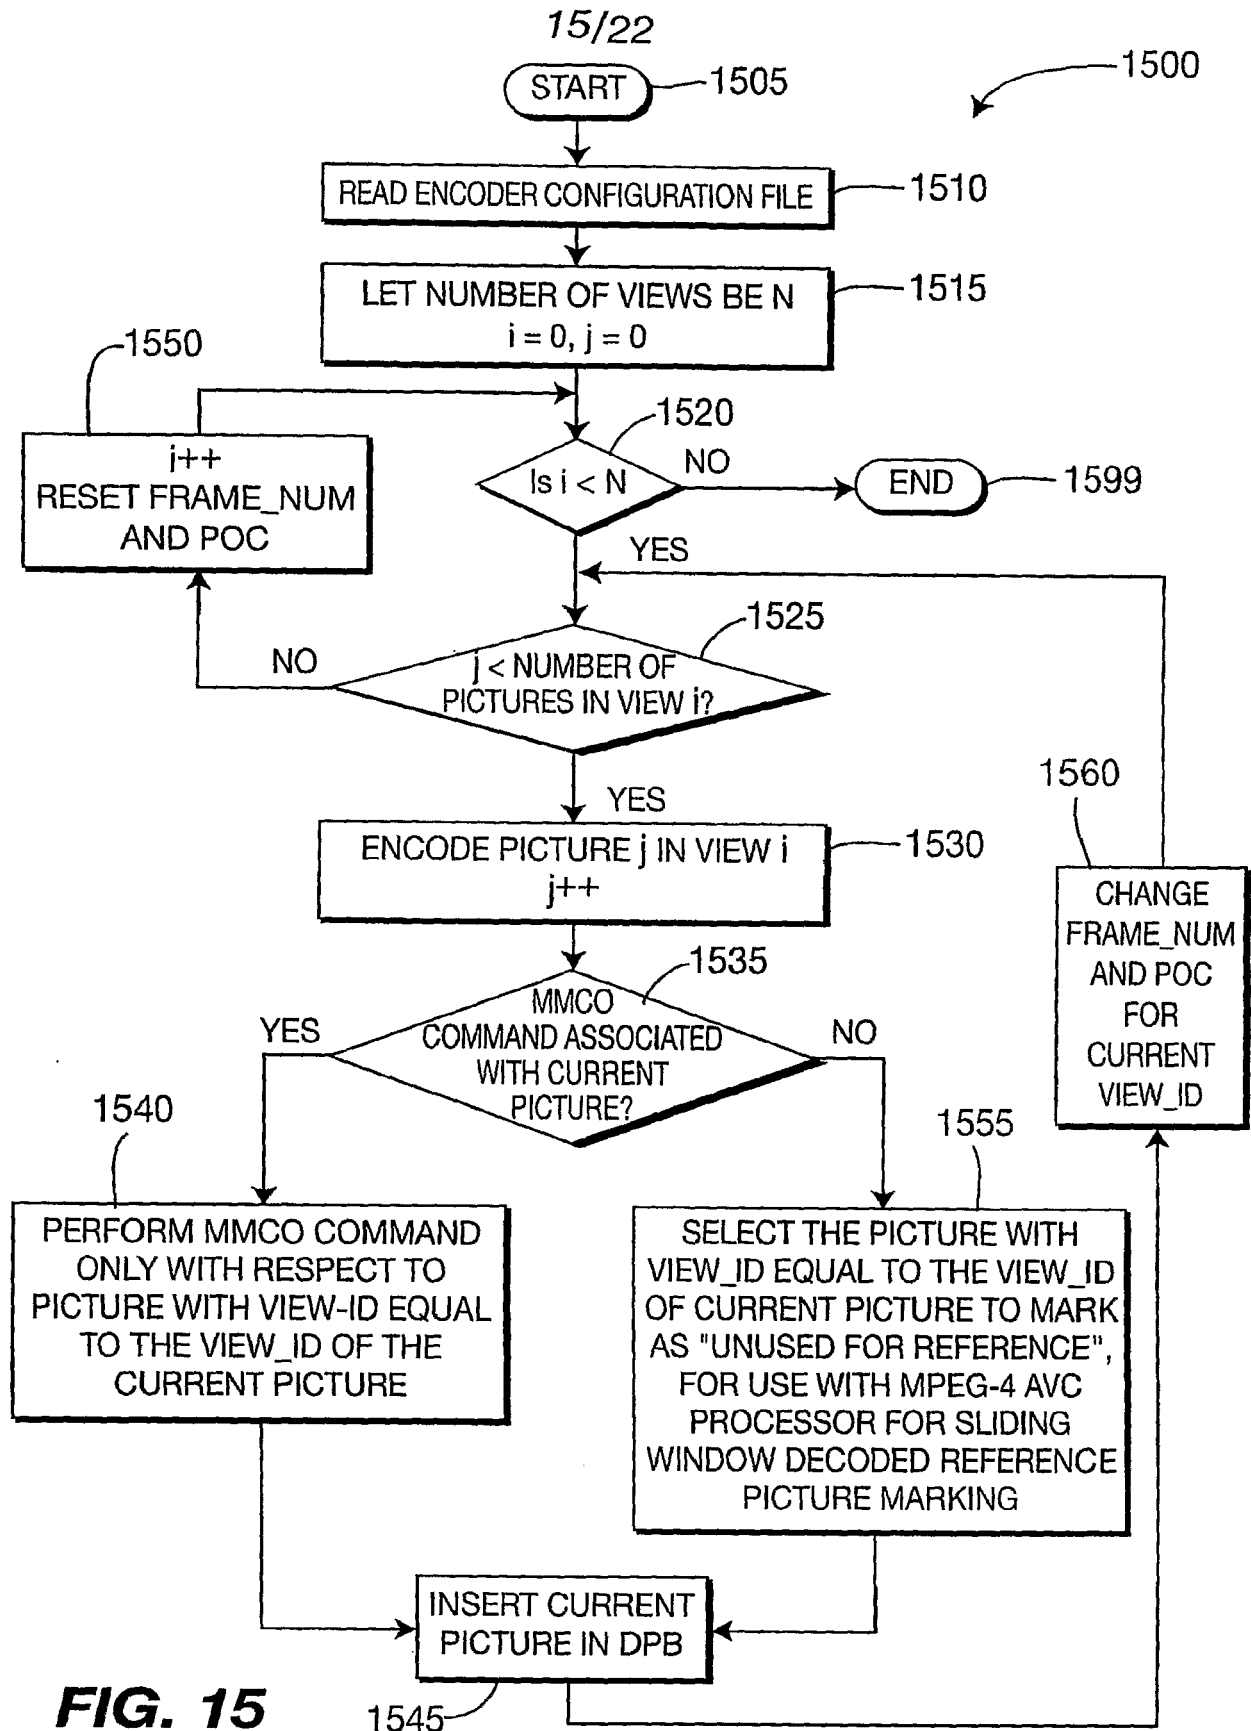 15/22
START
1505
1500
READ ENCODER CONFIGURATION FILE
1510
LET NUMBER OF VIEWS BE N
i = 0, j = 0
1515
1550
i++
RESET FRAME_NUM
AND POC
1520
Is i < N
NO
END
1599
YES
1525
j < NUMBER OF
PICTURES IN VIEW i?
NO
YES
ENCODE PICTURE j IN VIEW i
j++
1530
1560
CHANGE
FRAME_NUM
AND POC
FOR
CURRENT
VIEW_ID
1535
MMCO
COMMAND ASSOCIATED
WITH CURRENT
PICTURE?
YES
NO
1540
PERFORM MMCO COMMAND
ONLY WITH RESPECT TO
PICTURE WITH VIEW-ID EQUAL
TO THE VIEW_ID OF THE
CURRENT PICTURE
1555
SELECT THE PICTURE WITH
VIEW_ID EQUAL TO THE VIEW_ID
OF CURRENT PICTURE TO MARK
AS "UNUSED FOR REFERENCE",
FOR USE WITH MPEG-4 AVC
PROCESSOR FOR SLIDING
WINDOW DECODED REFERENCE
PICTURE MARKING
INSERT CURRENT
PICTURE IN DPB
1545
FIG. 15